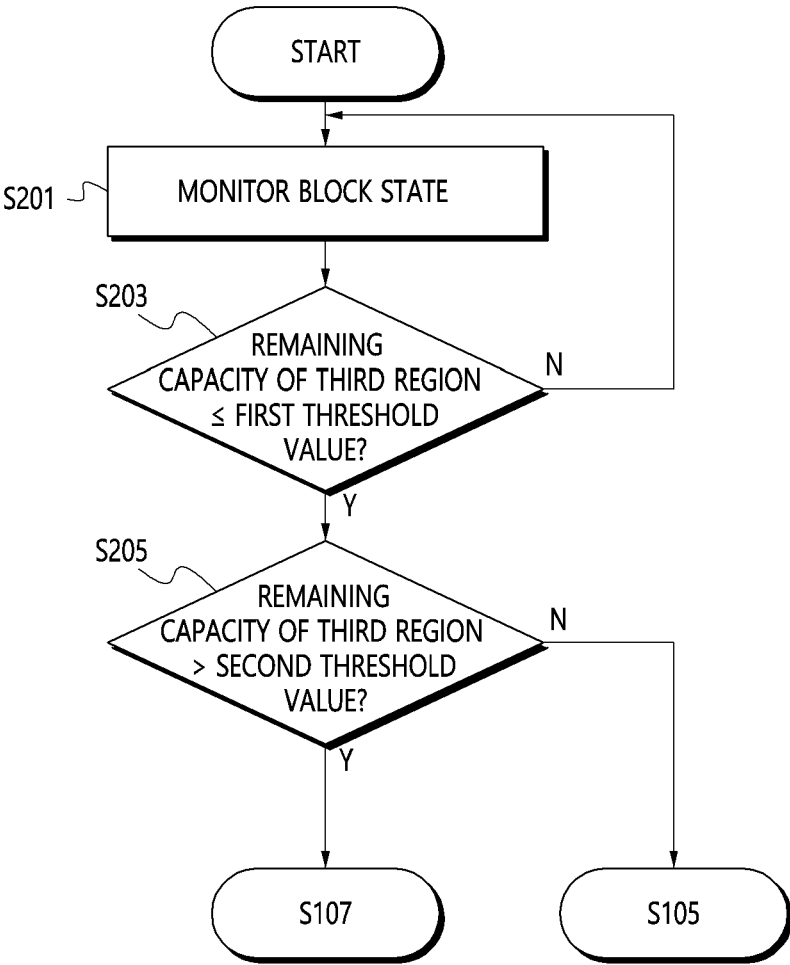 START
S201
MONITOR BLOCK STATE
S203
REMAINING
CAPACITY OF THIRD REGION
≤ FIRST THRESHOLD
VALUE?
N
Y
S205
REMAINING
CAPACITY OF THIRD REGION
> SECOND THRESHOLD
VALUE?
N
Y
S107
S105